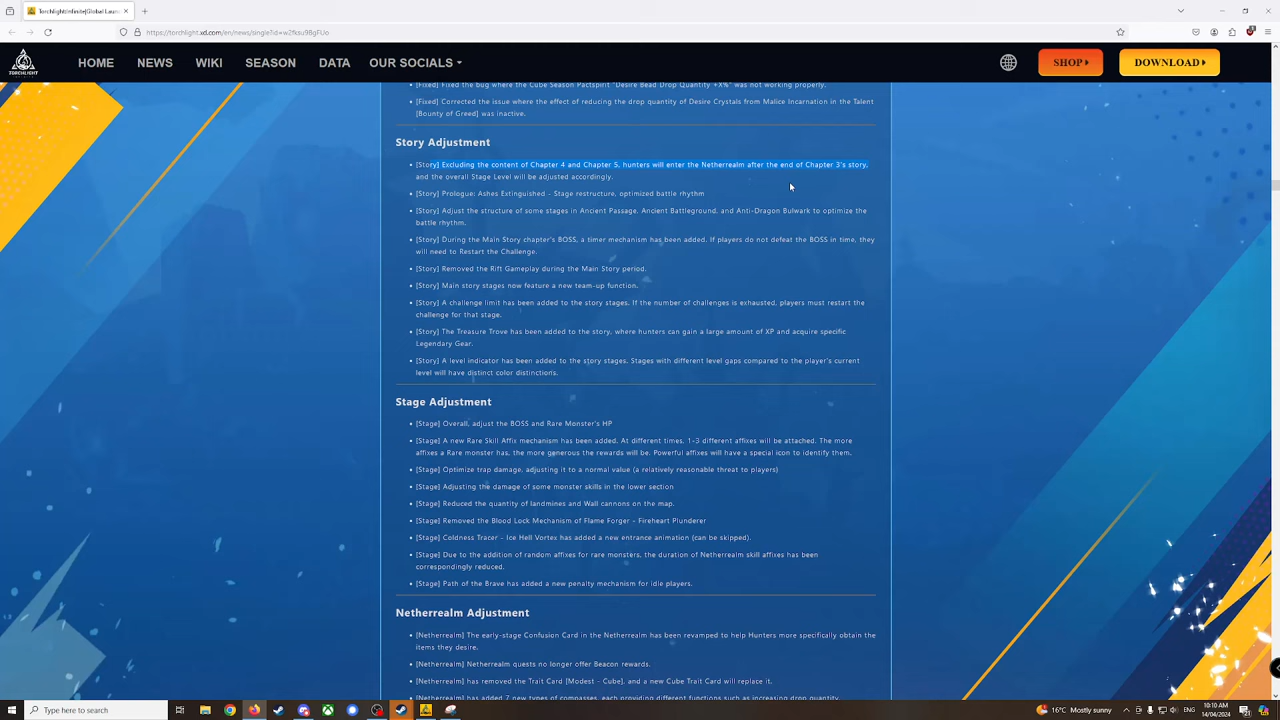 Torchlight:Infinite|Global Launc
https://torchlight.xd.com/en/news/single?id=w2fksu98gFUo
TORCHLIGHT
HOME NEWS WIKI SEASON DATA OUR SOCIALS SHOP DOWNLOAD
• [Fixed] Fixed the bug where the Cube Season Pactspirit "Desire Bead Drop Quantity +X%" was not working properly.
• [Fixed] Corrected the issue where the effect of reducing the drop quantity of Desire Crystals from Malice Incarnation in the Talent
[Bounty of Greed] was inactive.
Story Adjustment
• [Story] Excluding the content of Chapter 4 and Chapter 5, hunters will enter the Netherrealm after the end of Chapter 3's story,
and the overall Stage Level will be adjusted accordingly.
• [Story] Prologue: Ashes Extinguished - Stage restructure, optimized battle rhythm
• [Story] Adjust the structure of some stages in Ancient Passage, Ancient Battleground, and Anti-Dragon Bulwark to optimize the
battle rhythm.
• [Story] During the Main Story chapter's BOSS, a timer mechanism has been added. If players do not defeat the BOSS in time, they
will need to Restart the Challenge.
• [Story] Removed the Rift Gameplay during the Main Story period.
• [Story] Main story stages now feature a new team-up function.
• [Story] A challenge limit has been added to the story stages. If the number of challenges is exhausted, players must restart the
challenge for that stage.
• [Story] The Treasure Trove has been added to the story, where hunters can gain a large amount of XP and acquire specific
Legendary Gear.
• [Story] A level indicator has been added to the story stages. Stages with different level gaps compared to the player's current
level will have distinct color distinctions.
Stage Adjustment
• [Stage] Overall, adjust the BOSS and Rare Monster's HP
• [Stage] A new Rare Skill Affix mechanism has been added. At different times, 1-3 different affixes will be attached. The more
affixes a Rare monster has, the more generous the rewards will be. Powerful affixes will have a special icon to identify them.
• [Stage] Optimize trap damage, adjusting it to a normal value (a relatively reasonable threat to players)
• [Stage] Adjusting the damage of some monster skills in the lower section
• [Stage] Reduced the quantity of landmines and Wall cannons on the map.
• [Stage] Removed the Blood Lock Mechanism of Flame Forger - Fireheart Plunderer
• [Stage] Coldness Tracer - Ice Hell Vortex has added a new entrance animation (can be skipped).
• [Stage] Due to the addition of random affixes for rare monsters, the duration of Netherrealm skill affixes has been
correspondingly reduced.
• [Stage] Path of the Brave has added a new penalty mechanism for idle players.
Netherrealm Adjustment
• [Netherrealm] The early-stage Confusion Card in the Netherrealm has been revamped to help Hunters more specifically obtain the
items they desire.
• [Netherrealm] Netherrealm quests no longer offer Beacon rewards.
• [Netherrealm] has removed the Trait Card [Modest - Cube], and a new Cube Trait Card will replace it.
• [Netherrealm] has added 7 new types of compasses, each providing different functions such as increasing drop quantity,
Type here to search
16°C Mostly sunny
10:10 AM
14/04/2024